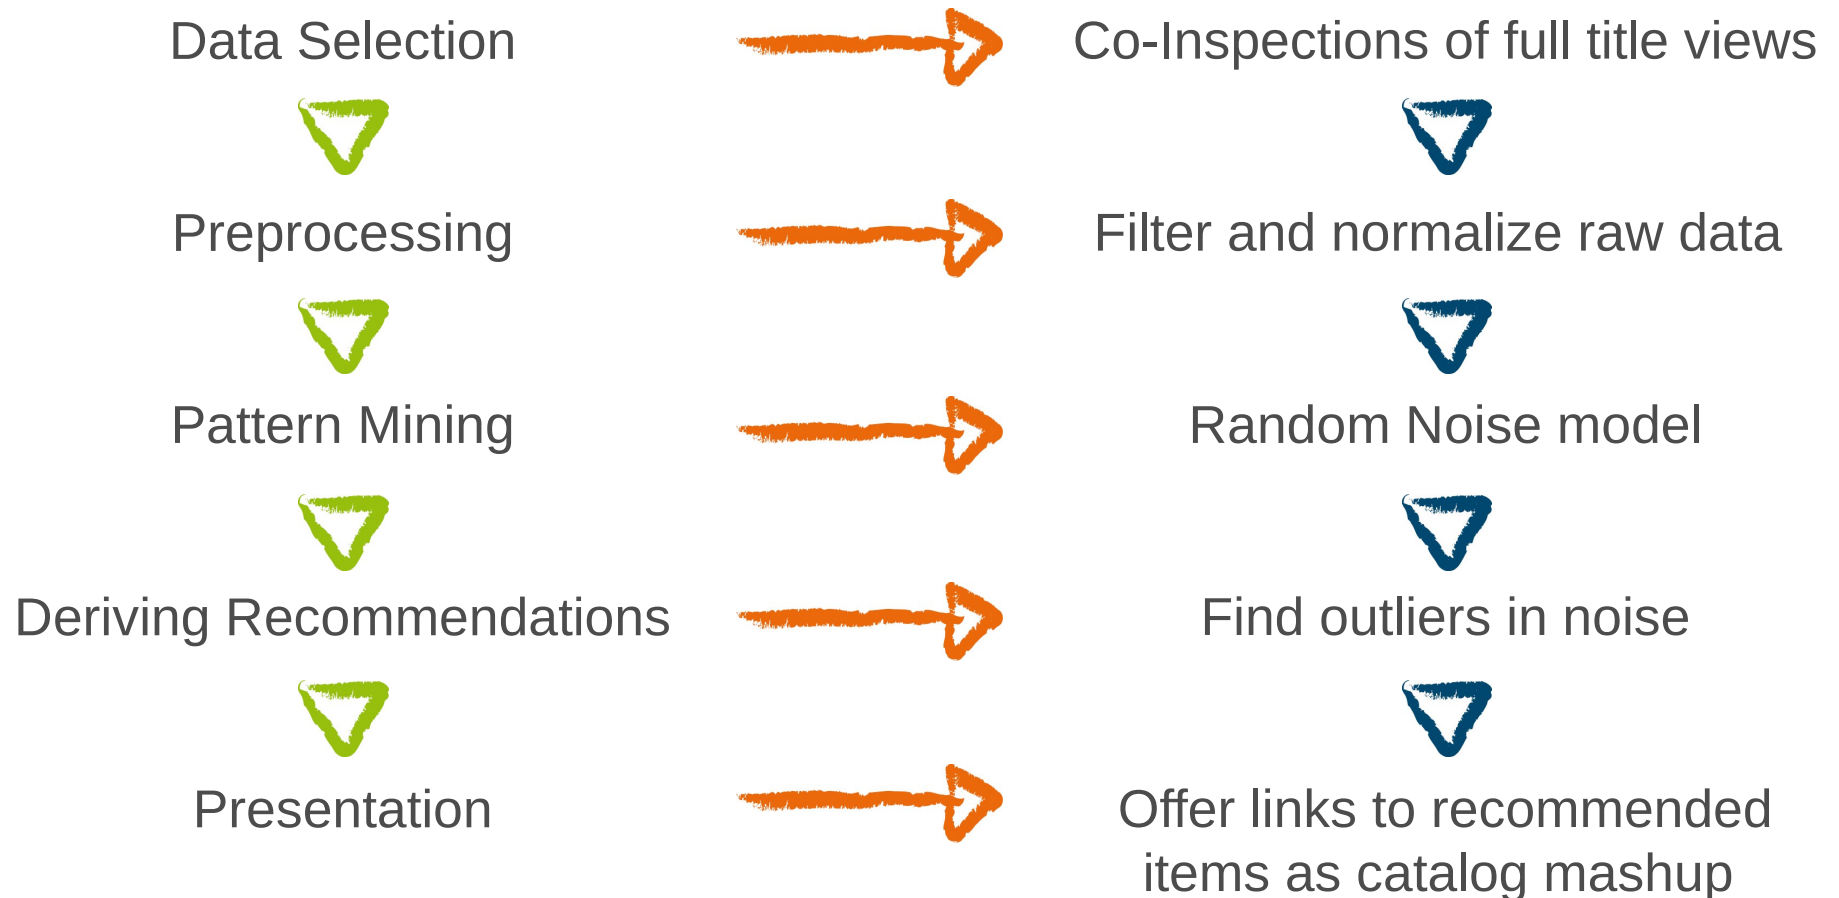 Data Selection
Co-Inspections of full title views
Preprocessing
Filter and normalize raw data
Pattern Mining
Random Noise model
Deriving Recommendations
Find outliers in noise
Presentation
Offer links to recommended
items as catalog mashup